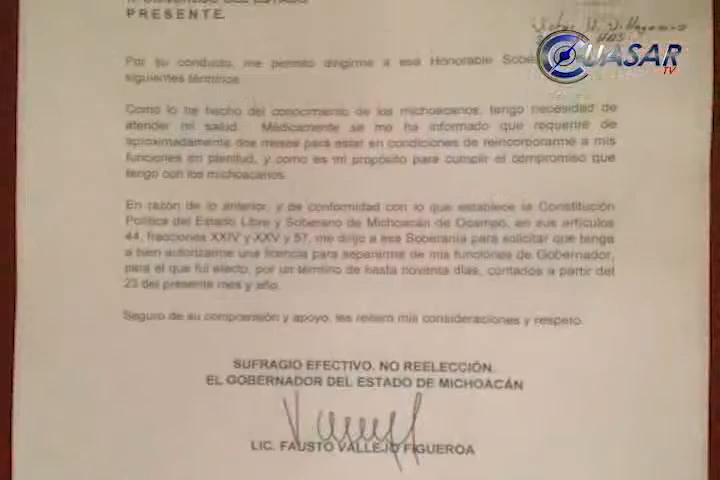 H. CONGRESO DEL ESTADO
P R E S E N T E.
CUASAR
TV
Por su conducto, me permito dirigirme a esa Honorable
siguientes términos:
Como lo he hecho del conocimiento de los michoacanos, tengo necesidad de
atender mi salud. Médicamente se me ha informado que requeriré de
aproximadamente dos meses para estar en condiciones de reincorporarme a mis
funciones en plenitud, y como es mi propósito para cumplir el compromiso que
tengo con los michoacanos.
En razón de lo anterior, y de conformidad con lo que establece la Constitución
Política del Estado Libre y Soberano de Michoacán de Ocampo, en sus artículos
44, fracciones XXIV y XXV y 57, me dirijo a esa Soberanía para solicitar que tenga
a bien autorizarme una licencia para separarme de mis funciones de Gobernador,
para el que fui electo, por un término de hasta noventa días, contados a partir del
23 del presente mes y año.
Seguro de su comprensión y apoyo, les reitero mis consideraciones y respeto.
SUFRAGIO EFECTIVO. NO REELECCIÓN.
EL GOBERNADOR DEL ESTADO DE MICHOACÁN
LIC. FAUSTO VALLEJO FIGUEROA